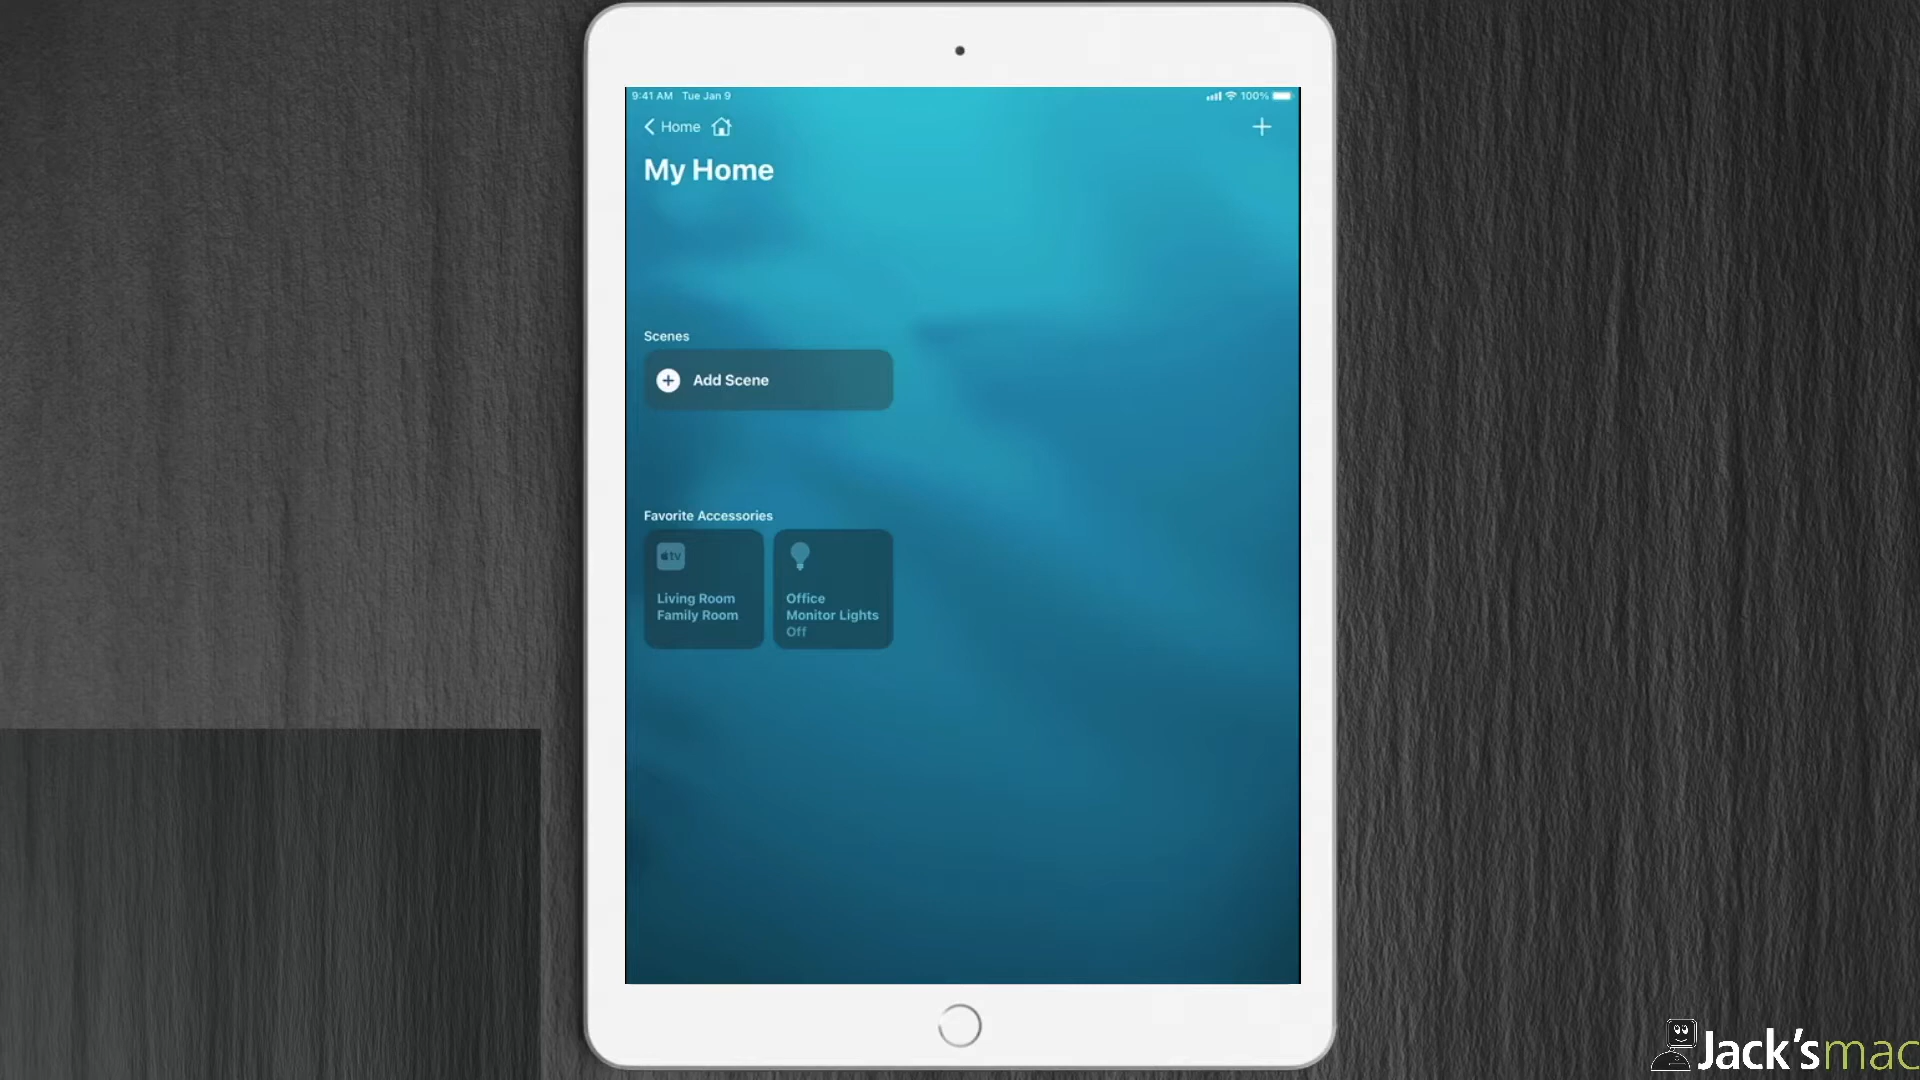 9:41 AM Tue Jan 9
100%
Home
My Home
Scenes
Add Scene
Favorite Accessories
tv
Living Room
Family Room
Office
Monitor Lights
Off
Jack'smac